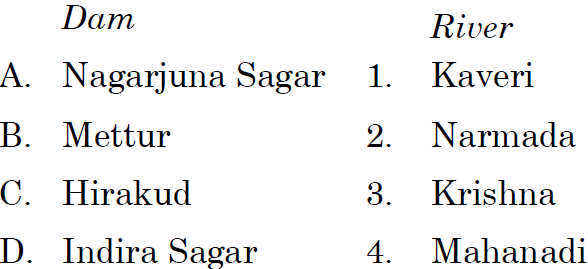 Dam River
A. Nagarjuna Sagar 1. Kaveri
B. Mettur 2. Narmada
C. Hirakud 3. Krishna
D. Indira Sagar 4. Mahanadi